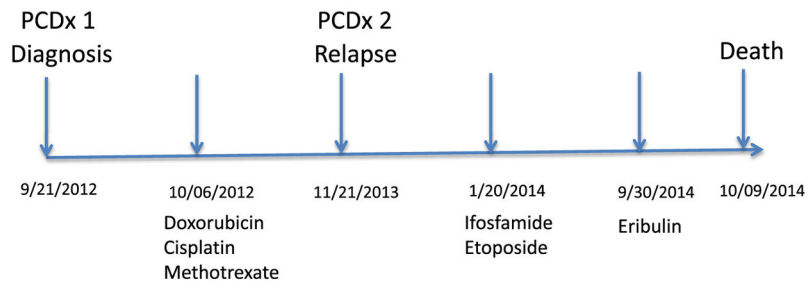 PCDx 1
Diagnosis
PCDx 2
Relapse
Death
9/21/2012
10/06/2012
11/21/2013
1/20/2014
9/30/2014
10/09/2014
Doxorubicin
Cisplatin
Methotrexate
Ifosfamide
Etoposide
Eribulin